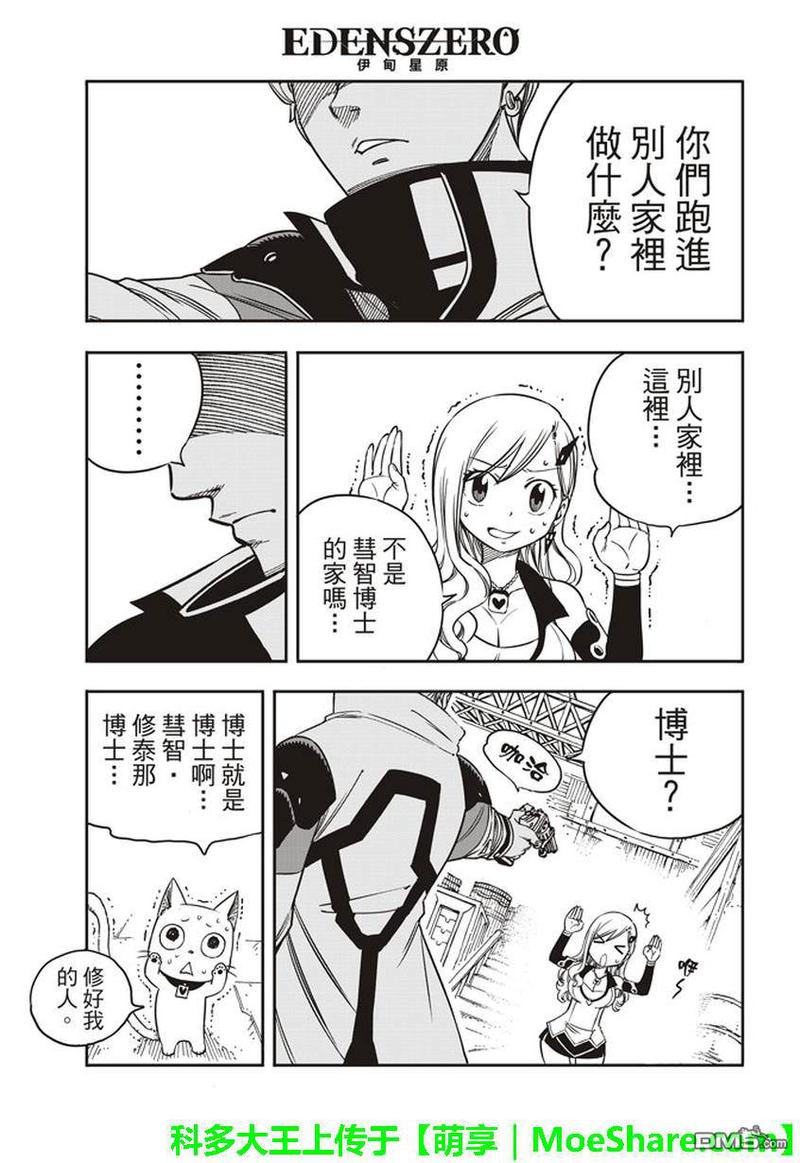 EDENSZERO
伊甸星原
你們跑進
別人家裡
做什麼？
別人家裡…
這裡…
不是
彗智博士
的家嗎…
………
博士？
咖洽
咿～
博士就是
博士啊…
彗智・
修泰那
博士…
修好我
的人。
科多大王上传于【萌享｜MoeShare.com】